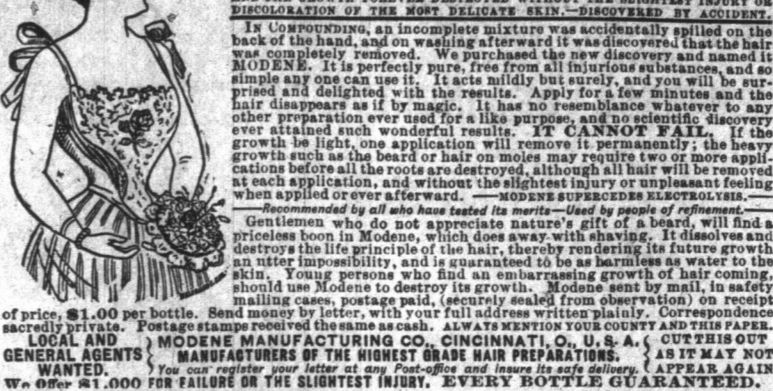 DISCOLORATION OF THE MOST DELICATE SKIN.—DISCOVERED BY ACCIDENT.
IN COMPOUNDING, an incomplete mixture was accidentally spilled on the
back of the hand, and on washing afterward it was discovered that the hair
was completely removed. We purchased the new discovery and named it
MODENE. It is perfectly pure, free from all injurious substances, and so
simple any one can use it. It acts mildly but surely, and you will be sur-
prised and delighted with the results. Apply for a few minutes and the
hair disappears as if by magic. It has no resemblance whatever to any
other preparation ever used for a like purpose, and no scientific discovery
ever attained such wonderful results. IT CANNOT FAIL. If the
growth be light, one application will remove it permanently; the heavy
growth such as the beard or hair on moles may require two or more appli-
cations before all the roots are destroyed, although all hair will be removed
at each application, and without the slightest injury or unpleasant feeling
when applied or ever afterward. —MODENE SUPERCEDES ELECTROLYSIS.—
—Recommended by all who have tested its merits—Used by people of refinement.—
Gentlemen who do not appreciate nature's gift of a beard, will find a
priceless boon in Modene, which does away with shaving. It dissolves and
destroys the life principle of the hair, thereby rendering its future growth
an utter impossibility, and is guaranteed to be as harmless as water to the
skin. Young persons who find an embarrassing growth of hair coming,
should use Modene to destroy its growth. Modene sent by mail, in safety
mailing cases, postage paid, (securely sealed from observation) on receipt
of price, $1.00 per bottle. Send money by letter, with your full address written plainly. Correspondence
sacredly private. Postage stamps received the same as cash. ALWAYS MENTION YOUR COUNTY AND THIS PAPER.
LOCAL AND GENERAL AGENTS WANTED.
MODENE MANUFACTURING CO., CINCINNATI, O., U. S. A.
MANUFACTURERS OF THE HIGHEST GRADE HAIR PREPARATIONS.
You can register your letter at any Post-office and insure its safe delivery.
CUT THIS OUT AS IT MAY NOT APPEAR AGAIN
We Offer $1,000 FOR FAILURE OR THE SLIGHTEST INJURY. EVERY BOTTLE GUARANTEED.